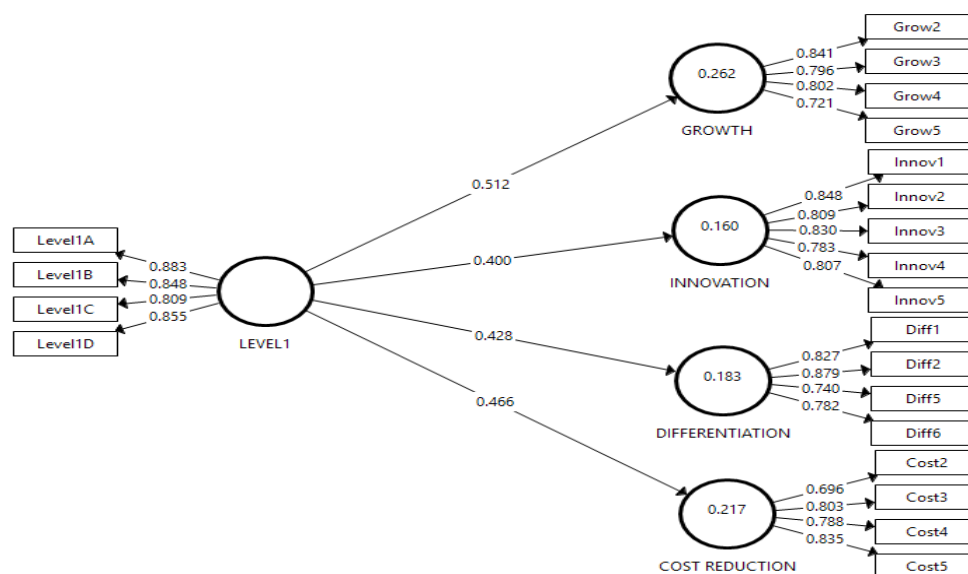 Grow2
0.841
Grow3
0.796
0.262
0.802
Grow4
0.721
GROWTH
Grow5
Innov1
0.512
0.848
Innov2
0.809
0.160
0.830
Innov3
0.783
Innov4
0.807
INNOVATION
Innov5
Level1A
0.883
0.400
Level1B
0.848
0.809
Level1C
0.855
Level1D
LEVEL1
0.428
Diff1
0.827
Diff2
0.879
0.183
0.740
Diff5
0.782
DIFFERENTIATION
Diff6
0.466
Cost2
0.696
Cost3
0.803
0.217
0.788
Cost4
0.835
COST REDUCTION
Cost5